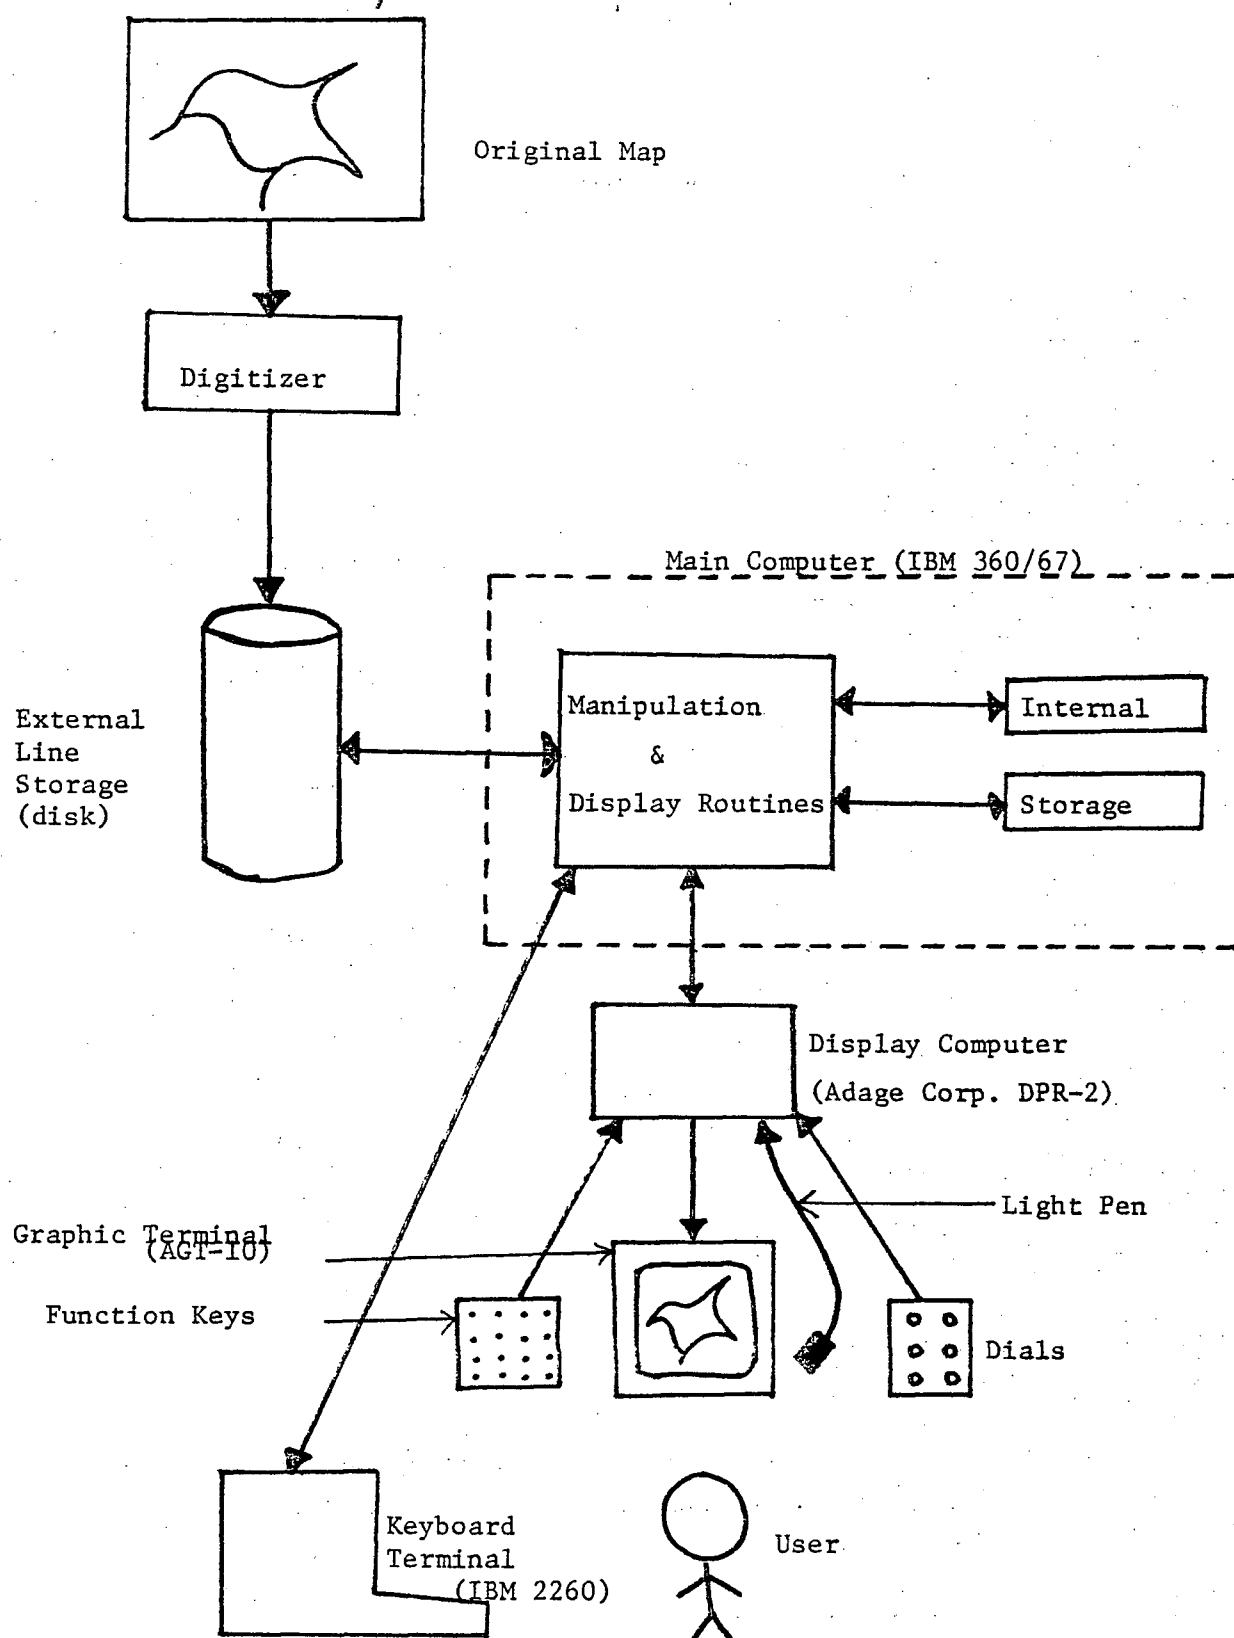 Original Map
Digitizer
Main Computer (IBM 360/67)
Manipulation
&
Display Routines
Internal
Storage
External
Line
Storage
(disk)
Display Computer
(Adage Corp. DPR-2)
Light Pen
Graphic Terminal
(AGT-10)
Function Keys
Dials
Keyboard
Terminal
(IBM 2260)
User